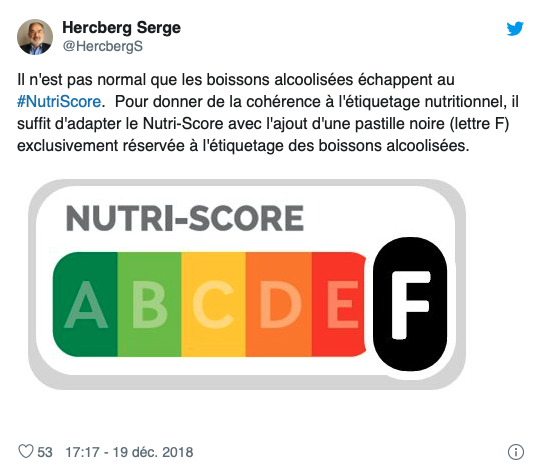 Hercberg Serge
@HercbergS
Il n'est pas normal que les boissons alcoolisées échappent au
#NutriScore. Pour donner de la cohérence à l'étiquetage nutritionnel, il
suffit d'adapter le Nutri-Score avec l'ajout d'une pastille noire (lettre F)
exclusivement réservée à l'étiquetage des boissons alcoolisées.
NUTRI-SCORE
A B C D E F
53 17:17 - 19 déc. 2018